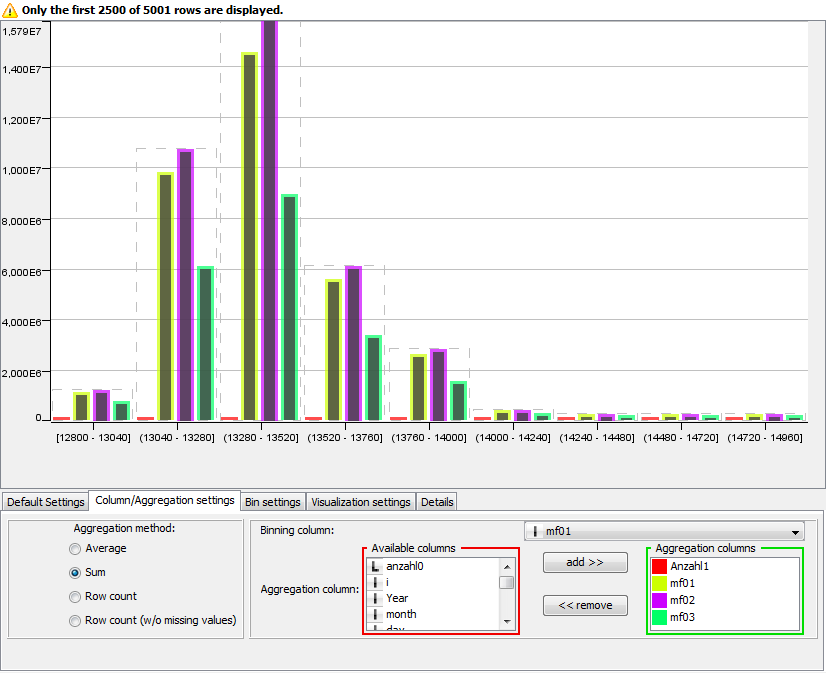 Only the first 2500 of 5001 rows are displayed.
1,579E7
1,400E7
1,200E7
1,000E7
8,000E6
6,000E6
4,000E6
2,000E6
0
[12800 - 13040] (13040 - 13280] (13280 - 13520] (13520 - 13760] (13760 - 14000] (14000 - 14240] (14240 - 14480] (14480 - 14720] (14720 - 14960]
Default Settings Column/Aggregation settings Bin settings Visualization settings Details
Aggregation method:
Average
Sum
Row count
Row count (w/o missing values)
Binning column:
mf01
Aggregation column:
Available columns
anzahl0
i
Year
month
day
add >>
<< remove
Aggregation columns
Anzahl1
mf01
mf02
mf03